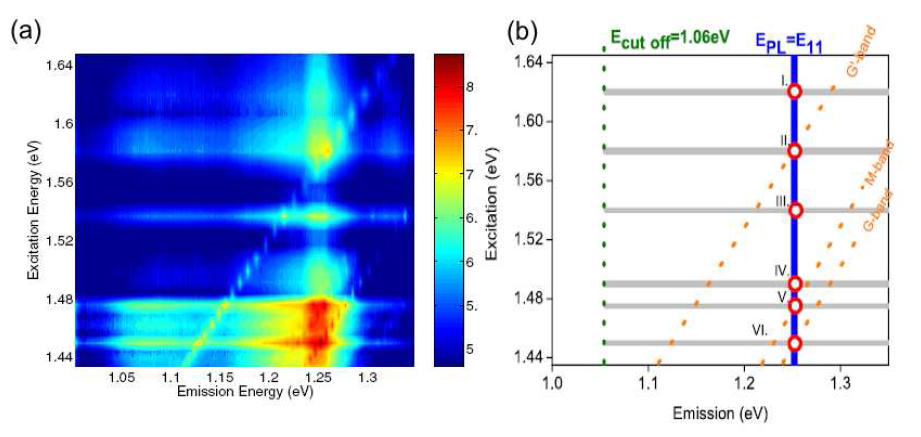 (a)
1.64
1.6
1.56
1.52
1.48
1.44
Excitation Energy (eV)
1.05
1.1
1.15
1.2
1.25
1.3
Emission Energy (eV)
8
7.
7
6.
6
5.
5
(b)
E cut off=1.06eV
EPL=E11
G'-band
M-band
G-band
I.
II
III.
IV.
V.
VI.
1.64
1.60
1.56
1.52
1.48
1.44
Excitation (eV)
1.0
1.1
1.2
1.3
Emission (eV)